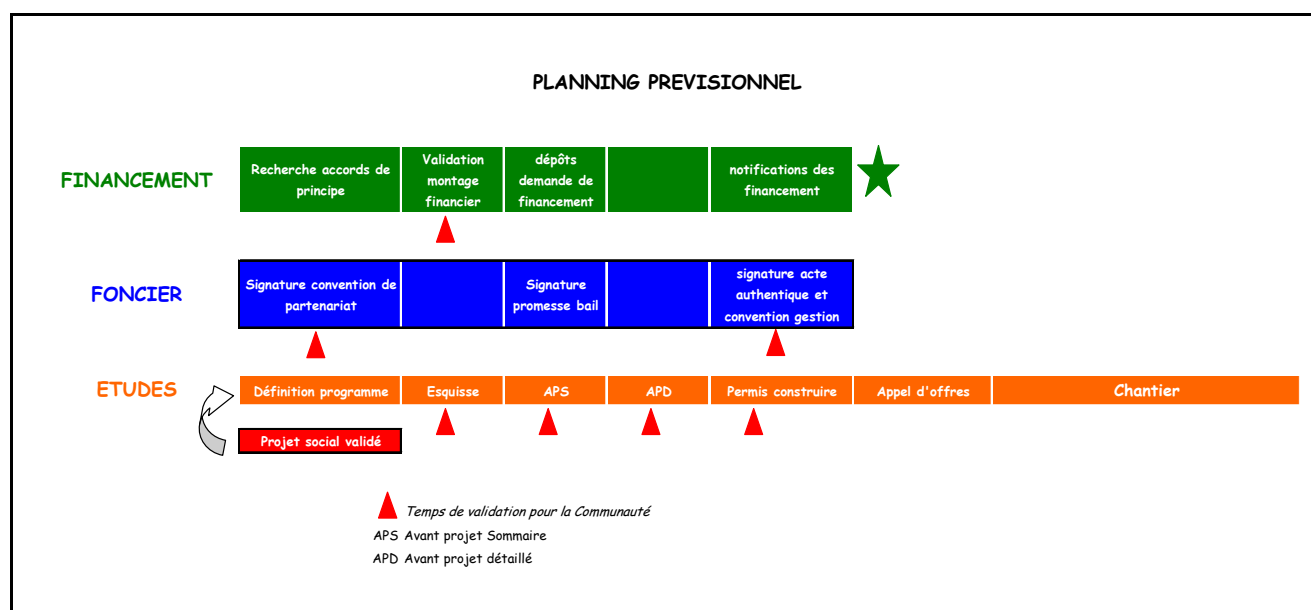 PLANNING PREVISIONNEL
FINANCEMENT
Recherche accords de
principe
Validation
montage
financier
dépôts
demande de
financement
notifications des
financement
FONCIER
Signature convention de
partenariat
Signature
promesse bail
signature acte
authentique et
convention gestion
ETUDES
Définition programme
Esquisse
APS
APD
Permis construire
Appel d'offres
Chantier
Projet social validé
Temps de validation pour la Communauté
APS Avant projet Sommaire
APD Avant projet détaillé